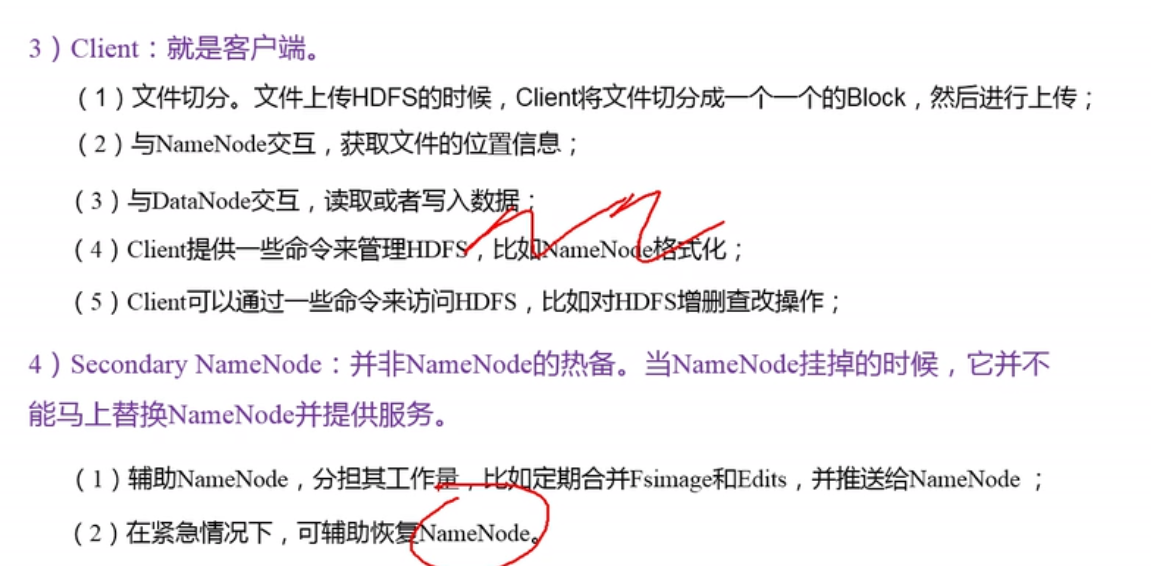 3）Client：就是客户端。
（1）文件切分。文件上传HDFS的时候，Client将文件切分成一个一个的Block，然后进行上传；
（2）与NameNode交互，获取文件的位置信息；
（3）与DataNode交互，读取或者写入数据；
（4）Client提供一些命令来管理HDFS，比如NameNode格式化；
（5）Client可以通过一些命令来访问HDFS，比如对HDFS增删查改操作；
4）Secondary NameNode：并非NameNode的热备。当NameNode挂掉的时候，它并不
能马上替换NameNode并提供服务。
（1）辅助NameNode，分担其工作量，比如定期合并Fsimage和Edits，并推送给NameNode；
（2）在紧急情况下，可辅助恢复NameNode。